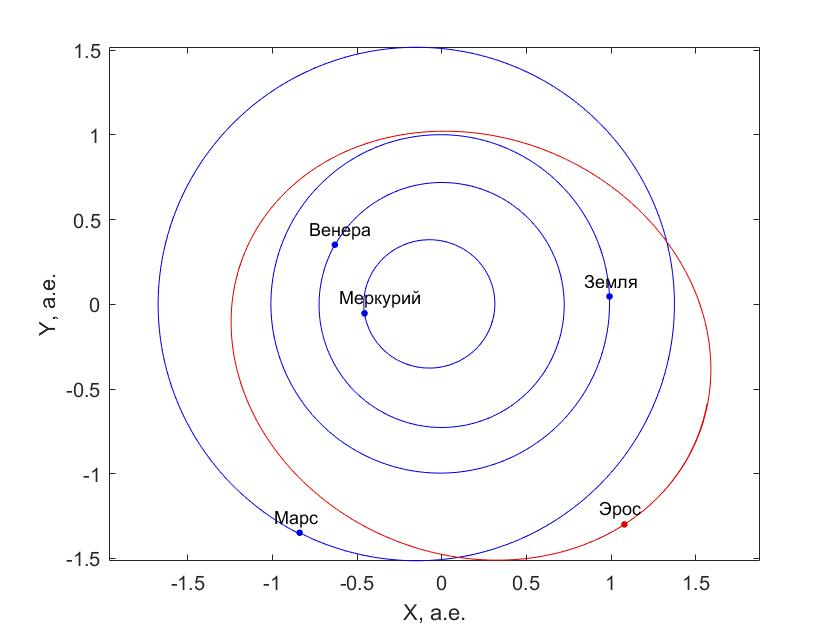 1.5
1
0.5
0
-0.5
-1
-1.5
Y, а.е.
Венера
Меркурий
Земля
Марс
Эрос
-1.5
-1
-0.5
0
0.5
1
1.5
X, а.е.